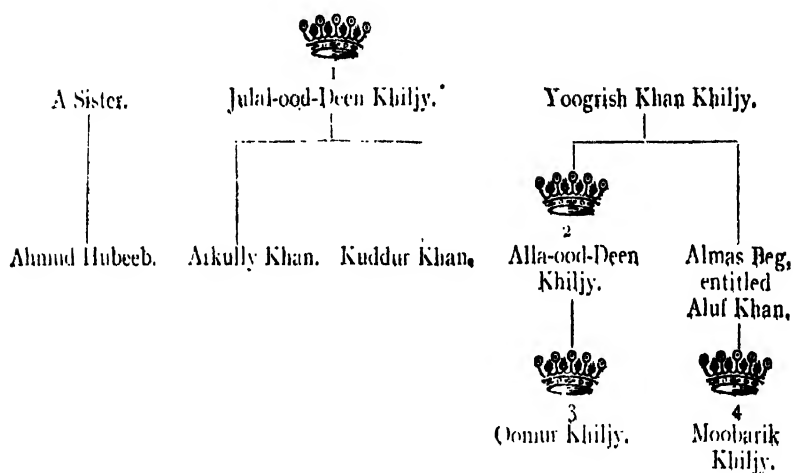 1
A Sister. Julal-ood-Deen Khiljy. Yoogrish Khan Khiljy.
2
Ahmud Hubeeb. Arkully Khan. Kuddur Khan. Alla-ood-Deen Almas Beg,
Khiljy. entitled
Aluf Khan.
3 4
Oomur Khiljy. Moobarik
Khiljy.